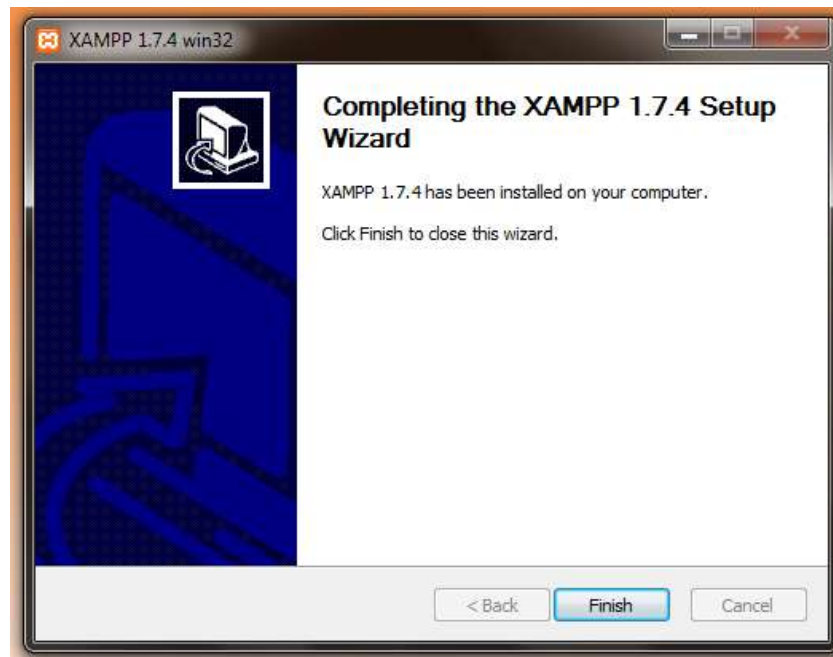 XAMPP 1.7.4 win32
Completing the XAMPP 1.7.4 Setup
Wizard
XAMPP 1.7.4 has been installed on your computer.
Click Finish to close this wizard.
< Back
Finish
Cancel